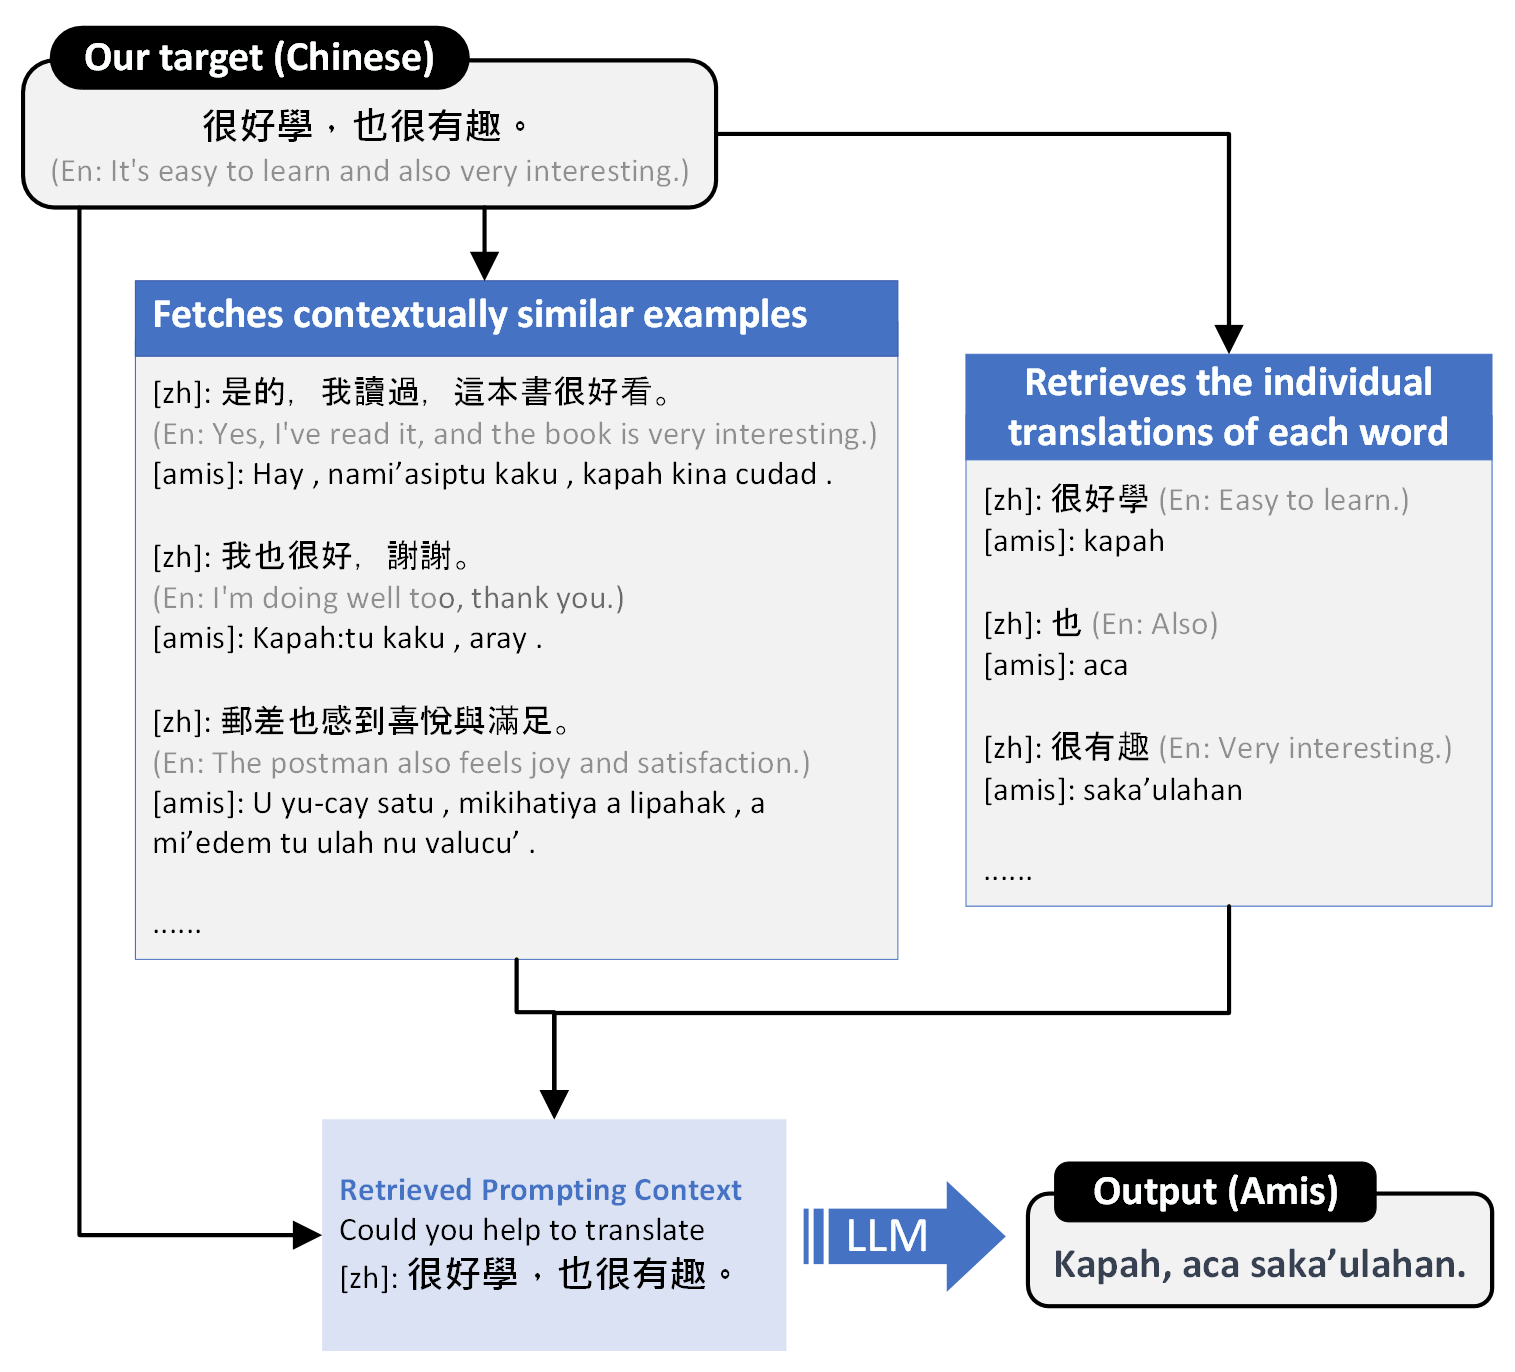 Our target (Chinese)
很好學，也很有趣。
(En: It's easy to learn and also very interesting.)
Fetches contextually similar examples
[zh]: 是的, 我讀過, 這本書很好看。
(En: Yes, I've read it, and the book is very interesting.)
[amis]: Hay , nami’asiptu kaku , kapah kina cudad .
[zh]: 我也很好, 謝謝。
(En: I'm doing well too, thank you.)
[amis]: Kapah:tu kaku , aray .
[zh]: 郵差也感到喜悅與滿足。
(En: The postman also feels joy and satisfaction.)
[amis]: U yu-cay satu , mikihatiya a lipahak , a
mi’edem tu ulah nu valucu’ .
......
Retrieves the individual
translations of each word
[zh]: 很好學 (En: Easy to learn.)
[amis]: kapah
[zh]: 也 (En: Also)
[amis]: aca
[zh]: 很有趣 (En: Very interesting.)
[amis]: saka’ulahan
......
Retrieved Prompting Context
Could you help to translate
[zh]: 很好學，也很有趣。
LLM
Output (Amis)
Kapah, aca saka’ulahan.